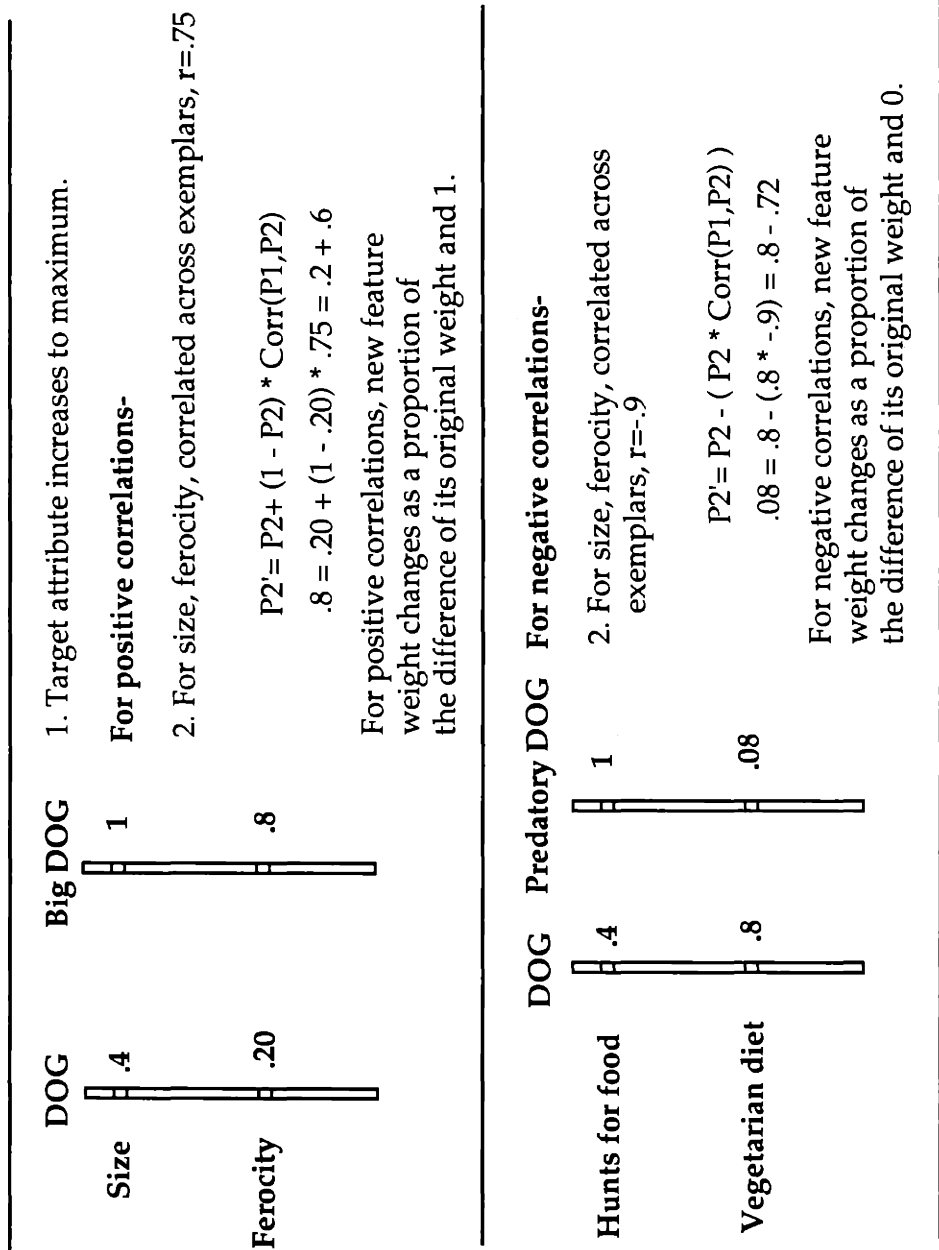 DOG Big DOG 1. Target attribute increases to maximum.
Size .4 1 For positive correlations-
2. For size, ferocity, correlated across exemplars, r=.75
Ferocity .20 .8 P2'= P2+ (1 - P2) * Corr(P1,P2)
.8 = .20 + (1 - .20) * .75 = .2 + .6
For positive correlations, new feature
weight changes as a proportion of
the difference of its original weight and 1.
DOG Predatory DOG For negative correlations-
Hunts for food .4 1 2. For size, ferocity, correlated across
exemplars, r=-.9
Vegetarian diet .8 .08 P2'= P2 - ( P2 * Corr(P1,P2) )
.08 = .8 - (.8 * -.9) = .8 - .72
For negative correlations, new feature
weight changes as a proportion of
the difference of its original weight and 0.